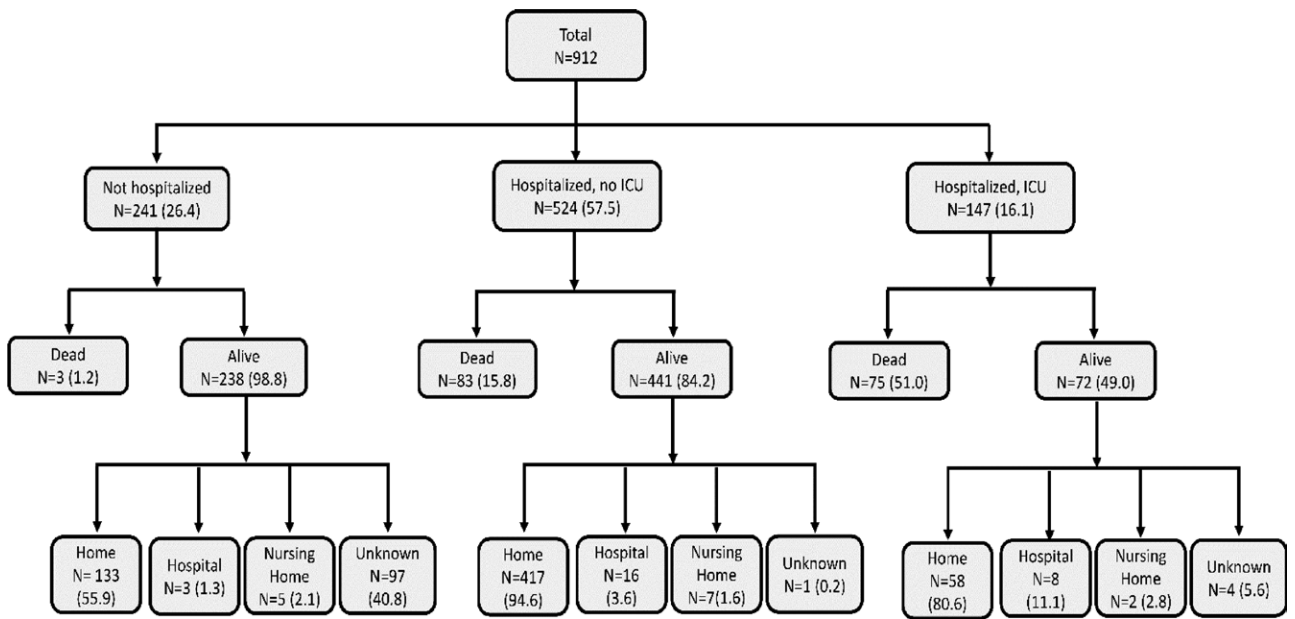 Total
N=912
Not hospitalized
N=241 (26.4)
Hospitalized, no ICU
N=524 (57.5)
Hospitalized, ICU
N=147 (16.1)
Dead
N=3 (1.2)
Alive
N=238 (98.8)
Dead
N=83 (15.8)
Alive
N=441 (84.2)
Dead
N=75 (51.0)
Alive
N=72 (49.0)
Home
N= 133
(55.9)
Hospital
N=3 (1.3)
Nursing
Home
N=5 (2.1)
Unknown
N=97
(40.8)
Home
N=417
(94.6)
Hospital
N=16
(3.6)
Nursing
Home
N=7(1.6)
Unknown
N=1 (0.2)
Home
N=58
(80.6)
Hospital
N=8
(11.1)
Nursing
Home
N=2 (2.8)
Unknown
N=4 (5.6)